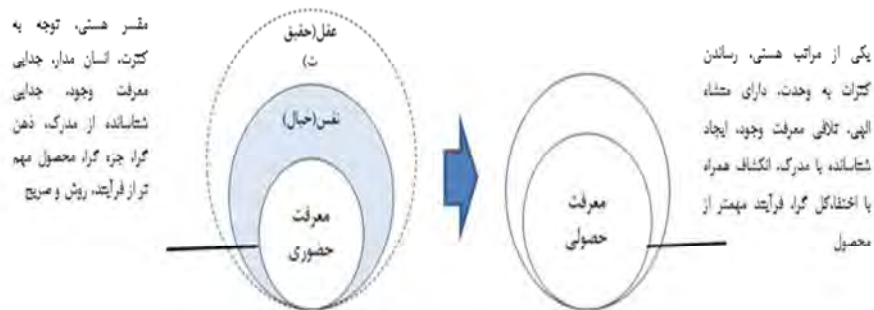 یکی از مراتب هستی، رساندن
کثرات به وحدت، دارای منشاء
الهی، تلاقی معرفت وجود، ایجاد
شناسانده با مدرک، انکشاف همراه
با اختفا،کل گرا، فرآیند مهمتر از
محصول
معرفت
حصولی
عقل(حقیق
ت)
نفس(خیال)
معرفت
حضوری
مفسر هستی، توجه به
کثرت، انسان مدار، جدایی
معرفت وجود، جدایی
شناسانده از مدرک، ذهن
گرا، جزء گرا، محصول مهم
تر از فرآیند، روش و صریح